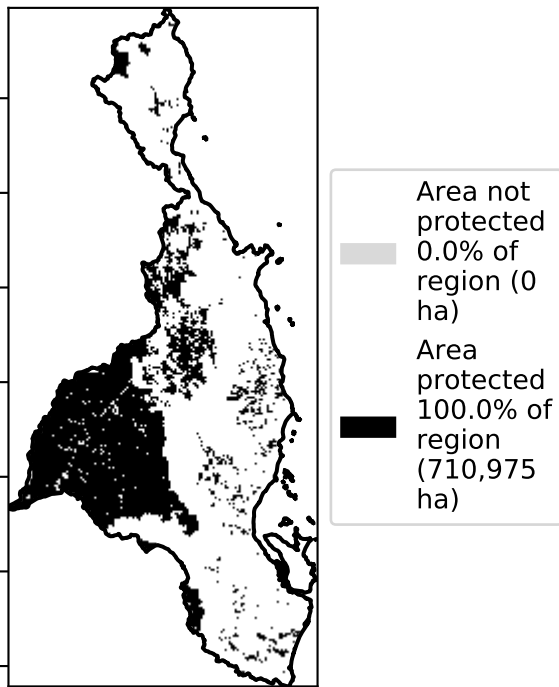 Area not
protected
0.0% of
region (0
ha)
Area
protected
100.0% of
region
(710,975
ha)